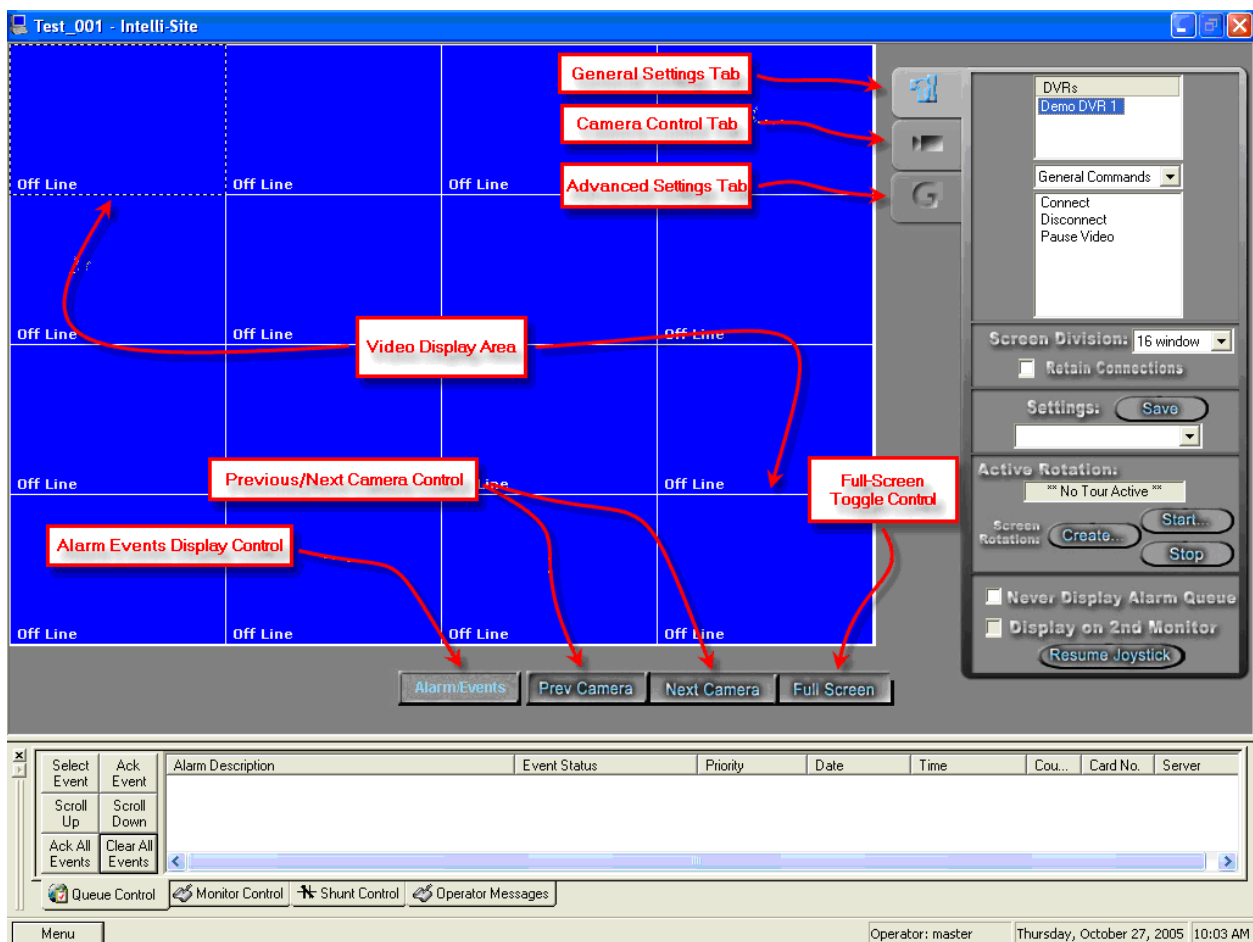 Test_001 - Intelli-Site
General Settings Tab
Camera Control Tab
Advanced Settings Tab
G
DVRs
Demo DVR 1
General Commands
Connect
Disconnect
Pause Video
Off Line
Off Line
Off Line
Off Line
Off Line
Off Line
Video Display Area
Screen Division: 16 window
Retain Connections
Settings: Save
Off Line
Line
Off Line
Previous/Next Camera Control
Full-Screen
Toggle Control
Active Rotation:
** No Tour Active **
Screen
Rotation:
Create...
Start...
Stop
Alarm Events Display Control
Never Display Alarm Queue
Display on 2nd Monitor
Resume Joystick
Off Line
Off Line
Off Line
Off Line
Alarm/Events
Prev Camera
Next Camera
Full Screen
Select
Event
Ack
Event
Alarm Description
Event Status
Priority
Date
Time
Cou...
Card No.
Server
Scroll
Up
Scroll
Down
Ack All
Events
Clear All
Events
Queue Control
Monitor Control
Shunt Control
Operator Messages
Menu
Operator: master
Thursday, October 27, 2005
10:03 AM